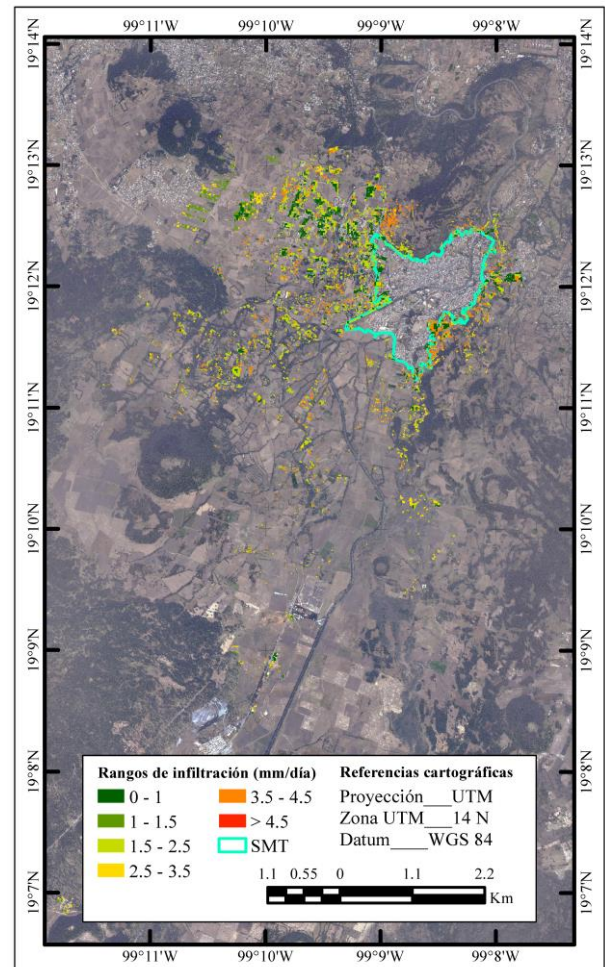 99°11'W 99°10'W 99°9'W 99°8'W
19°14'N 19°14'N
19°13'N 19°13'N
19°12'N 19°12'N
19°11'N 19°11'N
19°10'N 19°10'N
19°9'N 19°9'N
19°8'N 19°8'N
19°7'N 19°7'N
Rangos de infiltración (mm/día)
0 - 1
1 - 1.5
1.5 - 2.5
2.5 - 3.5
3.5 - 4.5
> 4.5
SMT
Referencias cartográficas
Proyección___UTM
Zona UTM___14 N
Datum____WGS 84
1.1 0.55 0 1.1 2.2
Km
99°11'W 99°10'W 99°9'W 99°8'W